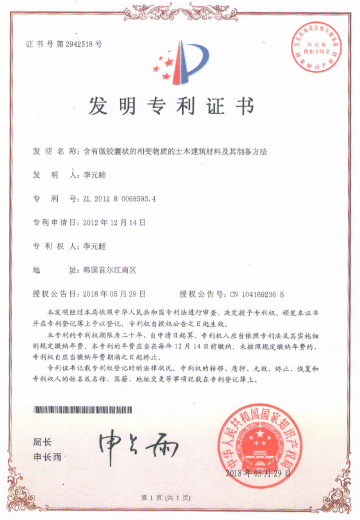 证书号第2942518号
发明专利证书
发明名称：含有微胶囊状的相变物质的土木建筑材料及其制备方法
发明人：李元睦
专利号：ZL 2012 8 0068593.4
专利申请日：2012年12月14日
专利权人：李元睦
地址：韩国首尔江南区
授权公告日：2018年05月29日 授权公告号：CN 104169236 B
本发明经过本局依照中华人民共和国专利法进行审查，决定授予专利权，颁发本证书
并在专利登记簿上予以登记，专利权自授权公告之日起生效。
本专利的专利权期限为二十年，自申请日起算。专利权人应当依照专利法及其实施细
则规定缴纳年费。本专利的年费应当在每年12月14日前缴纳。未按照规定缴纳年费的，
专利权自应当缴纳年费期满之日起终止。
专利证书记载专利权登记时的法律状况。专利权的转移、质押、无效、终止、恢复和
专利权人的姓名或名称、国籍、地址变更等事项记载在专利登记簿上。
局长
申长雨
申长雨
中华人民共和国国家知识产权局
2018年05月29日
第1页(共1页)